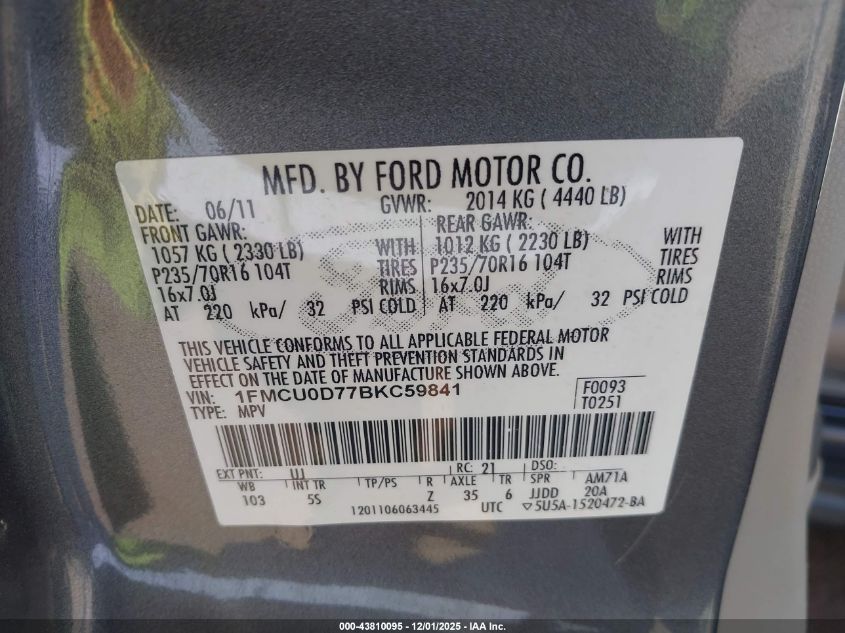 MFD. BY FORD MOTOR CO.
DATE: 06/11 GVWR: 2014 KG ( 4440 LB)
FRONT GAWR: REAR GAWR:
1057 KG ( 2330 LB) WITH 1012 KG ( 2230 LB) WITH
P235/70R16 104T TIRES P235/70R16 104T TIRES
16x7.0J RIMS 16x7.0J RIMS
AT 220 kPa/ 32 PSI COLD AT 220 kPa/ 32 PSI COLD
THIS VEHICLE CONFORMS TO ALL APPLICABLE FEDERAL MOTOR
VEHICLE SAFETY AND THEFT PREVENTION STANDARDS IN
EFFECT ON THE DATE OF MANUFACTURE SHOWN ABOVE.
VIN: 1FMCU0D77BKC59841 F0093
TYPE: MPV T0251
EXT PNT: UJ RC: 21 DSO:
WB INT TR TP/PS R AXLE TR SPR AM71A
103 5S Z 35 6 JJDD 20A
1201106063445 UTC ▽5U5A-1520472-BA
000-43810095 - 12/01/2025 - IAA Inc.